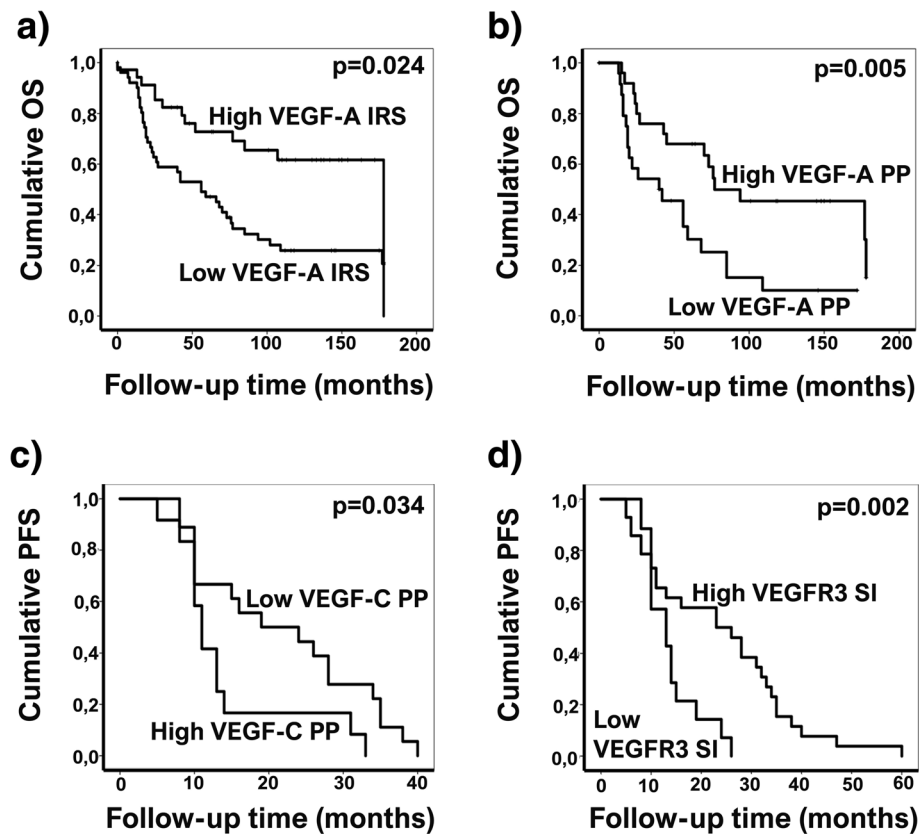 a)
p=0.024
Cumulative OS
1,0
0,8
0,6
0,4
0,2
0,0
High VEGF-A IRS
Low VEGF-A IRS
0 50 100 150 200
Follow-up time (months)
b)
p=0.005
Cumulative OS
1,0
0,8
0,6
0,4
0,2
0,0
High VEGF-A PP
Low VEGF-A PP
0 50 100 150 200
Follow-up time (months)
c)
p=0.034
Cumulative PFS
1,0
0,8
0,6
0,4
0,2
0,0
Low VEGF-C PP
High VEGF-C PP
0 10 20 30 40
Follow-up time (months)
d)
p=0.002
Cumulative PFS
1,0
0,8
0,6
0,4
0,2
0,0
High VEGFR3 SI
Low
VEGFR3 SI
0 10 20 30 40 50 60
Follow-up time (months)